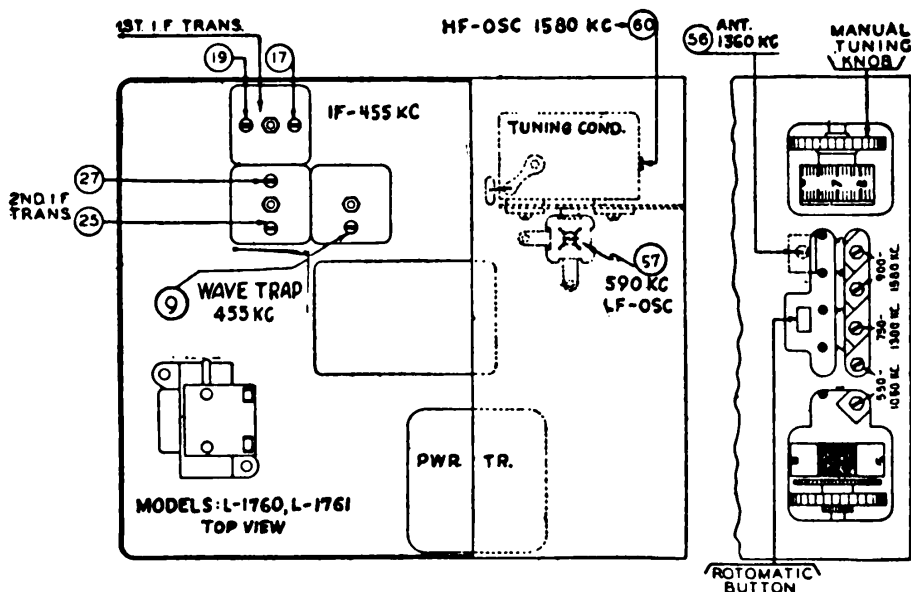 1ST. I F TRANS.
19
17
IF-455 KC
HF-OSC 1580 KC
60
56
ANT.
1360 KC
MANUAL
TUNING
KNOB
TUNING COND.
27
2ND. I F
TRANS
25
9
WAVE TRAP
455 KC
57
590 KC
LF-OSC
7
8
900-
1580 KC
750-
1300 KC
550-
1050 KC
PWR. TR.
MODELS: L-1760, L-1761
TOP VIEW
ROTOMATIC
BUTTON